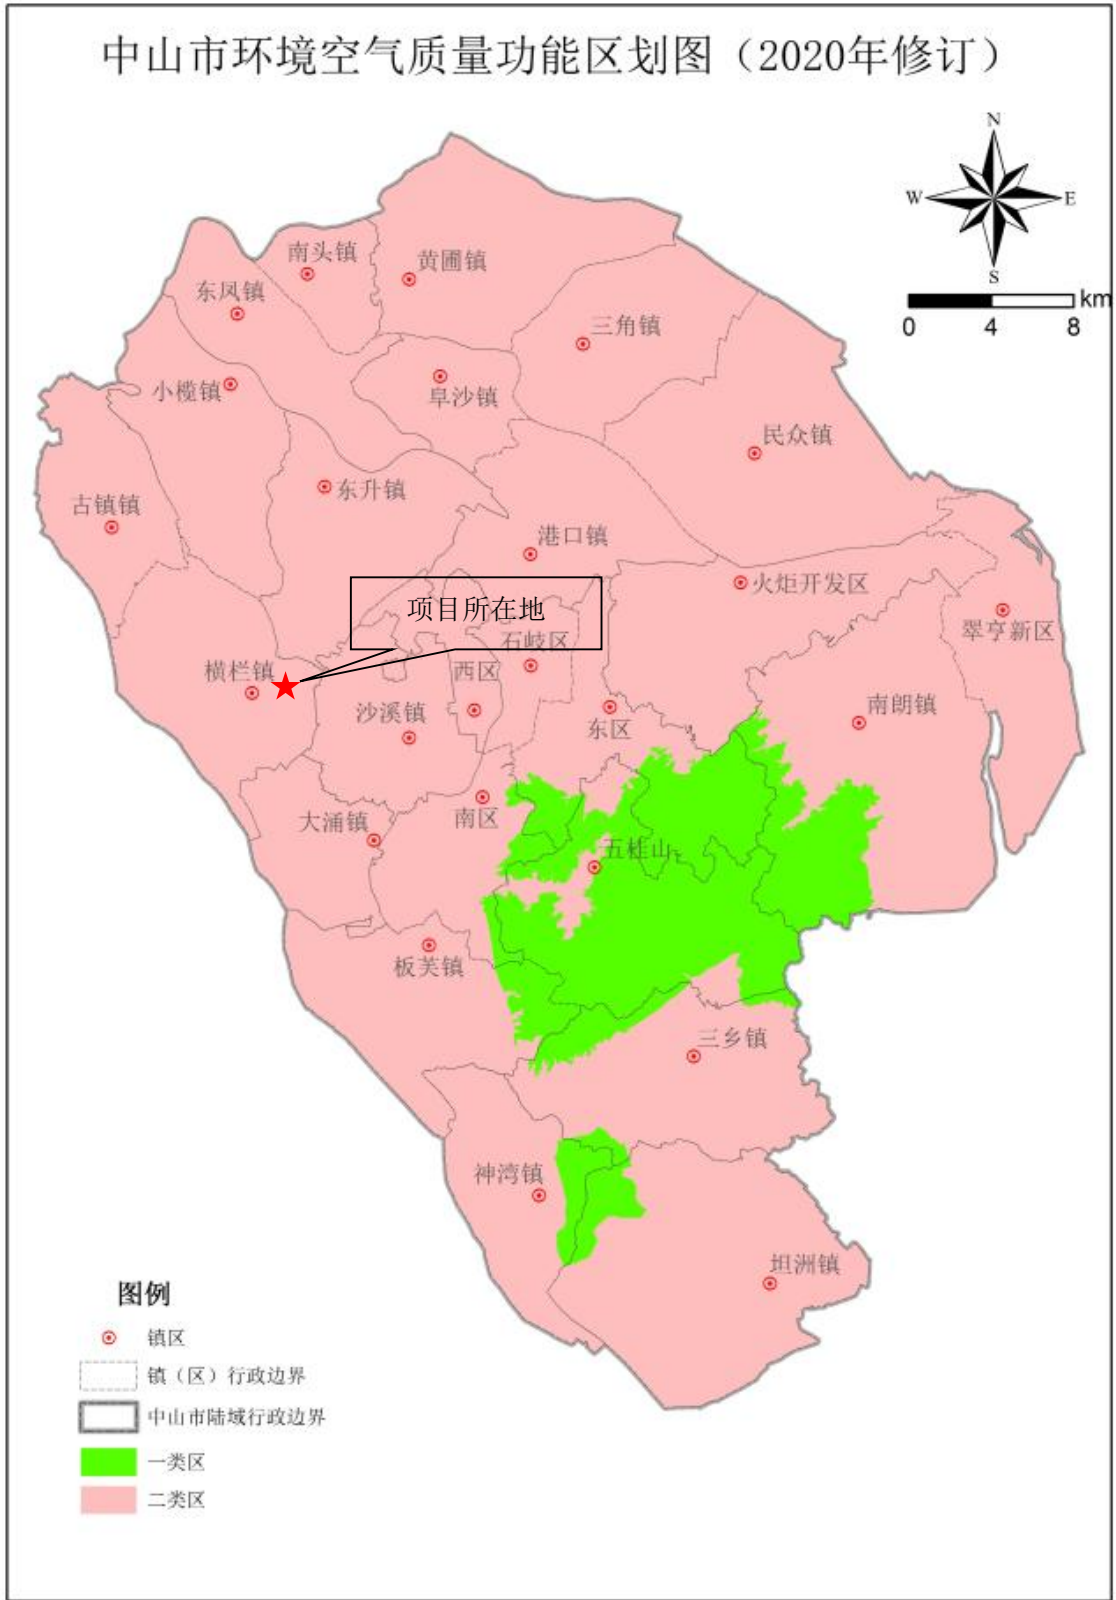 中山市环境空气质量功能区划图（2020年修订）
N
W
E
S
km
0 4 8
南头镇
黄圃镇
东凤镇
三角镇
小榄镇
阜沙镇
民众镇
古镇镇
东升镇
港口镇
火炬开发区
项目所在地
翠亨新区
石岐区
横栏镇
西区
沙溪镇
东区
南朗镇
大涌镇
南区
五桂山
板芙镇
三乡镇
神湾镇
坦洲镇
图例
镇区
镇（区）行政边界
中山市陆域行政边界
一类区
二类区